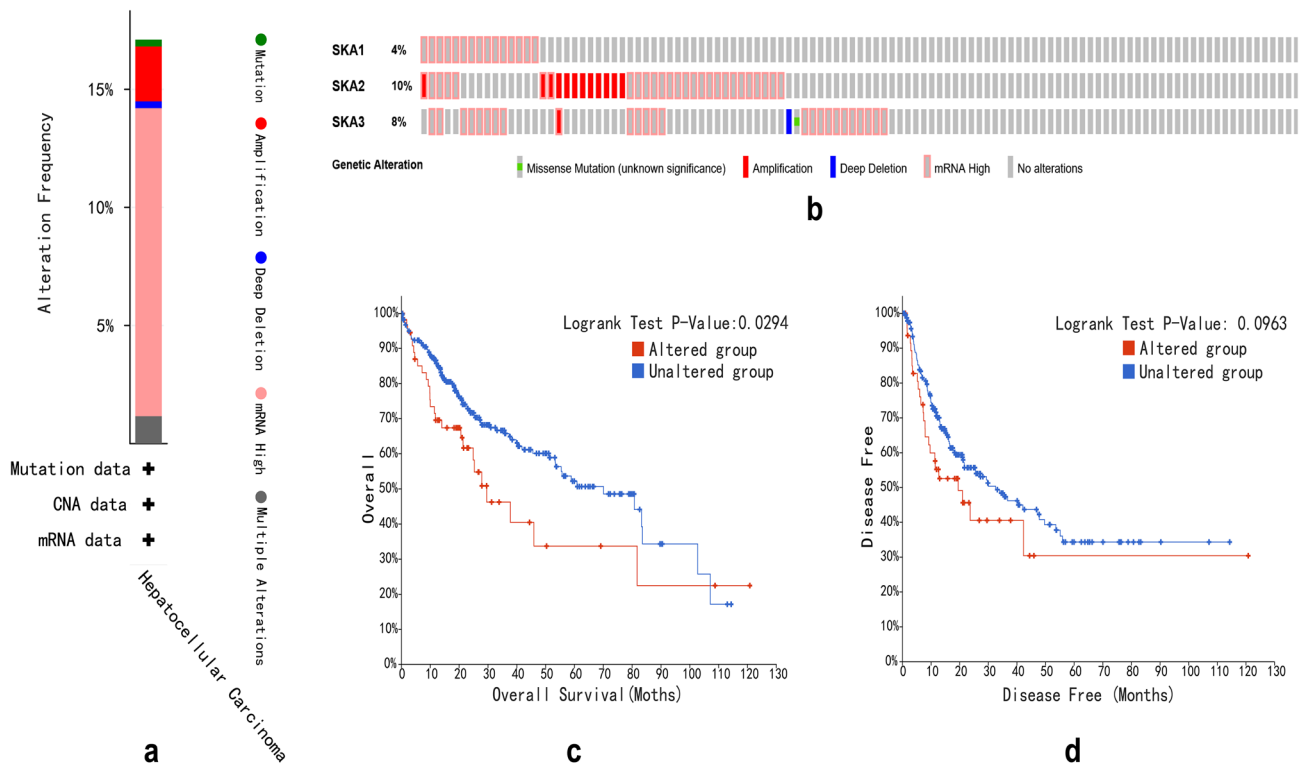 15%
10%
5%
Alteration Frequency
Mutation data
CNA data
mRNA data
Hepatocellular Carcinoma
Mutation
Amplification
Deep Deletion
mRNA High
Multiple Alterations
a
SKA1 4%
SKA2 10%
SKA3 8%
Genetic Alteration
Missense Mutation (unknown significance)
Amplification
Deep Deletion
mRNA High
No alterations
b
100%
90%
80%
70%
60%
50%
40%
30%
20%
10%
0%
Overall
Logrank Test P-Value:0.0294
Altered group
Unaltered group
0 10 20 30 40 50 60 70 80 90 100 110 120 130
Overall Survival(Moths)
c
100%
90%
80%
70%
60%
50%
40%
30%
20%
10%
0%
Disease Free
Logrank Test P-Value: 0.0963
Altered group
Unaltered group
0 10 20 30 40 50 60 70 80 90 100 110 120 130
Disease Free (Months)
d